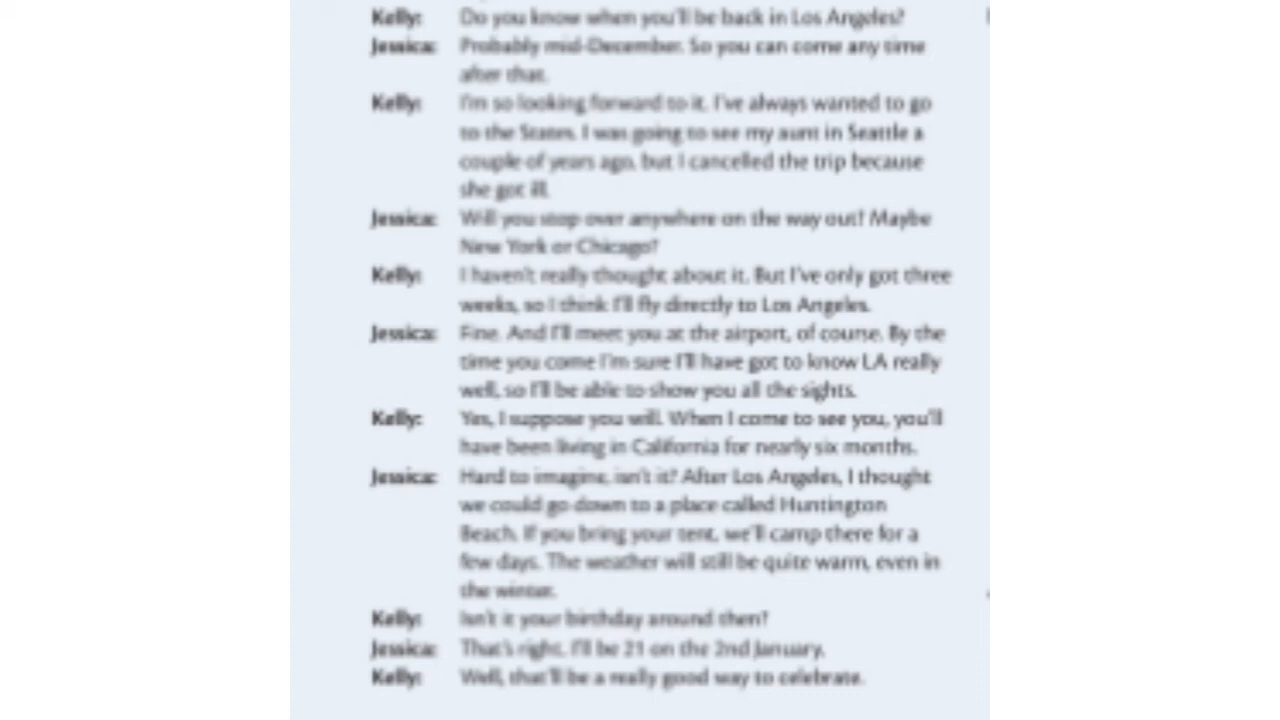 Kelly: Do you know when you'll be back in Los Angeles?
Jessica: Probably mid-December. So you can come any time
after that.
Kelly: I'm so looking forward to it. I've always wanted to go
to the States. I was going to see my aunt in Seattle a
couple of years ago, but I cancelled the trip because
she got ill.
Jessica: Will you stop over anywhere on the way out? Maybe
New York or Chicago?
Kelly: I haven't really thought about it. But I've only got three
weeks, so I think I'll fly directly to Los Angeles.
Jessica: Fine. And I'll meet you at the airport, of course. By the
time you come I'm sure I'll have got to know LA really
well, so I'll be able to show you all the sights.
Kelly: Yes, I suppose you will. When I come to see you, you'll
have been living in California for nearly six months.
Jessica: Hard to imagine, isn't it? After Los Angeles, I thought
we could go down to a place called Huntington
Beach. If you bring your tent, we'll camp there for a
few days. The weather will still be quite warm, even in
the winter.
Kelly: Isn't it your birthday around then?
Jessica: That's right. I'll be 21 on the 2nd January.
Kelly: Well, that'll be a really good way to celebrate.